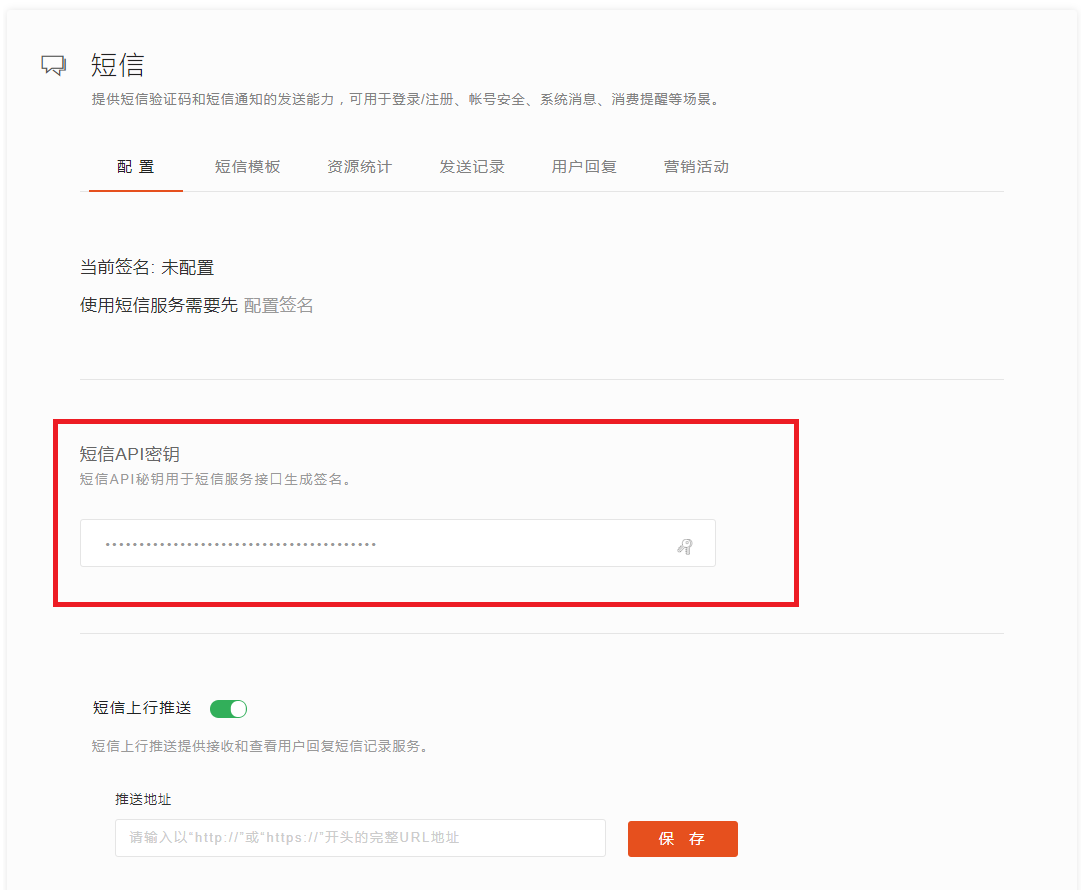 短信
提供短信验证码和短信通知的发送能力，可用于登录/注册、帐号安全、系统消息、消费提醒等场景。
配 置 短信模板 资源统计 发送记录 用户回复 营销活动
当前签名: 未配置
使用短信服务需要先 配置签名
短信API密钥
短信API秘钥用于短信服务接口生成签名。
••••••••••••••••••••••••••••••••••••••••
短信上行推送
短信上行推送提供接收和查看用户回复短信记录服务。
推送地址
请输入以“http://”或“https://”开头的完整URL地址 保 存